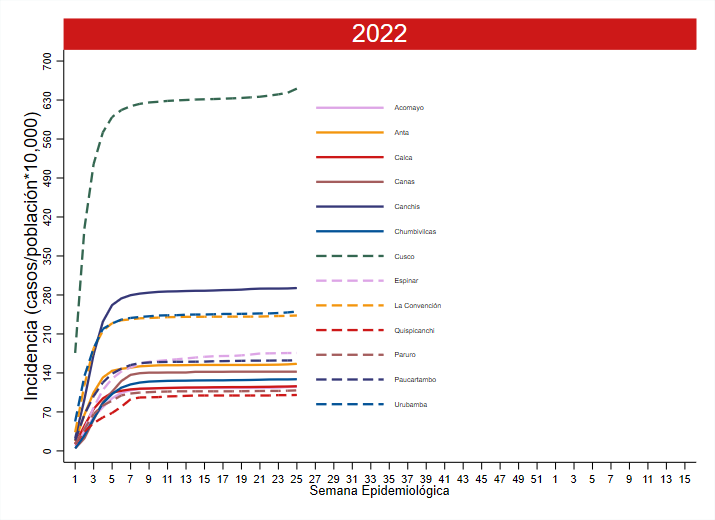 2022
Incidencia (casos/población*10,000)
700
630
560
490
420
350
280
210
140
70
0
Acomayo
Anta
Calca
Canas
Canchis
Chumbivilcas
Cusco
Espinar
La Convención
Quispicanchi
Paruro
Paucartambo
Urubamba
1 3 5 7 9 11 13 15 17 19 21 23 25 27 29 31 33 35 37 39 41 43 45 47 49 51 1 3 5 7 9 11 13 15
Semana Epidemiológica